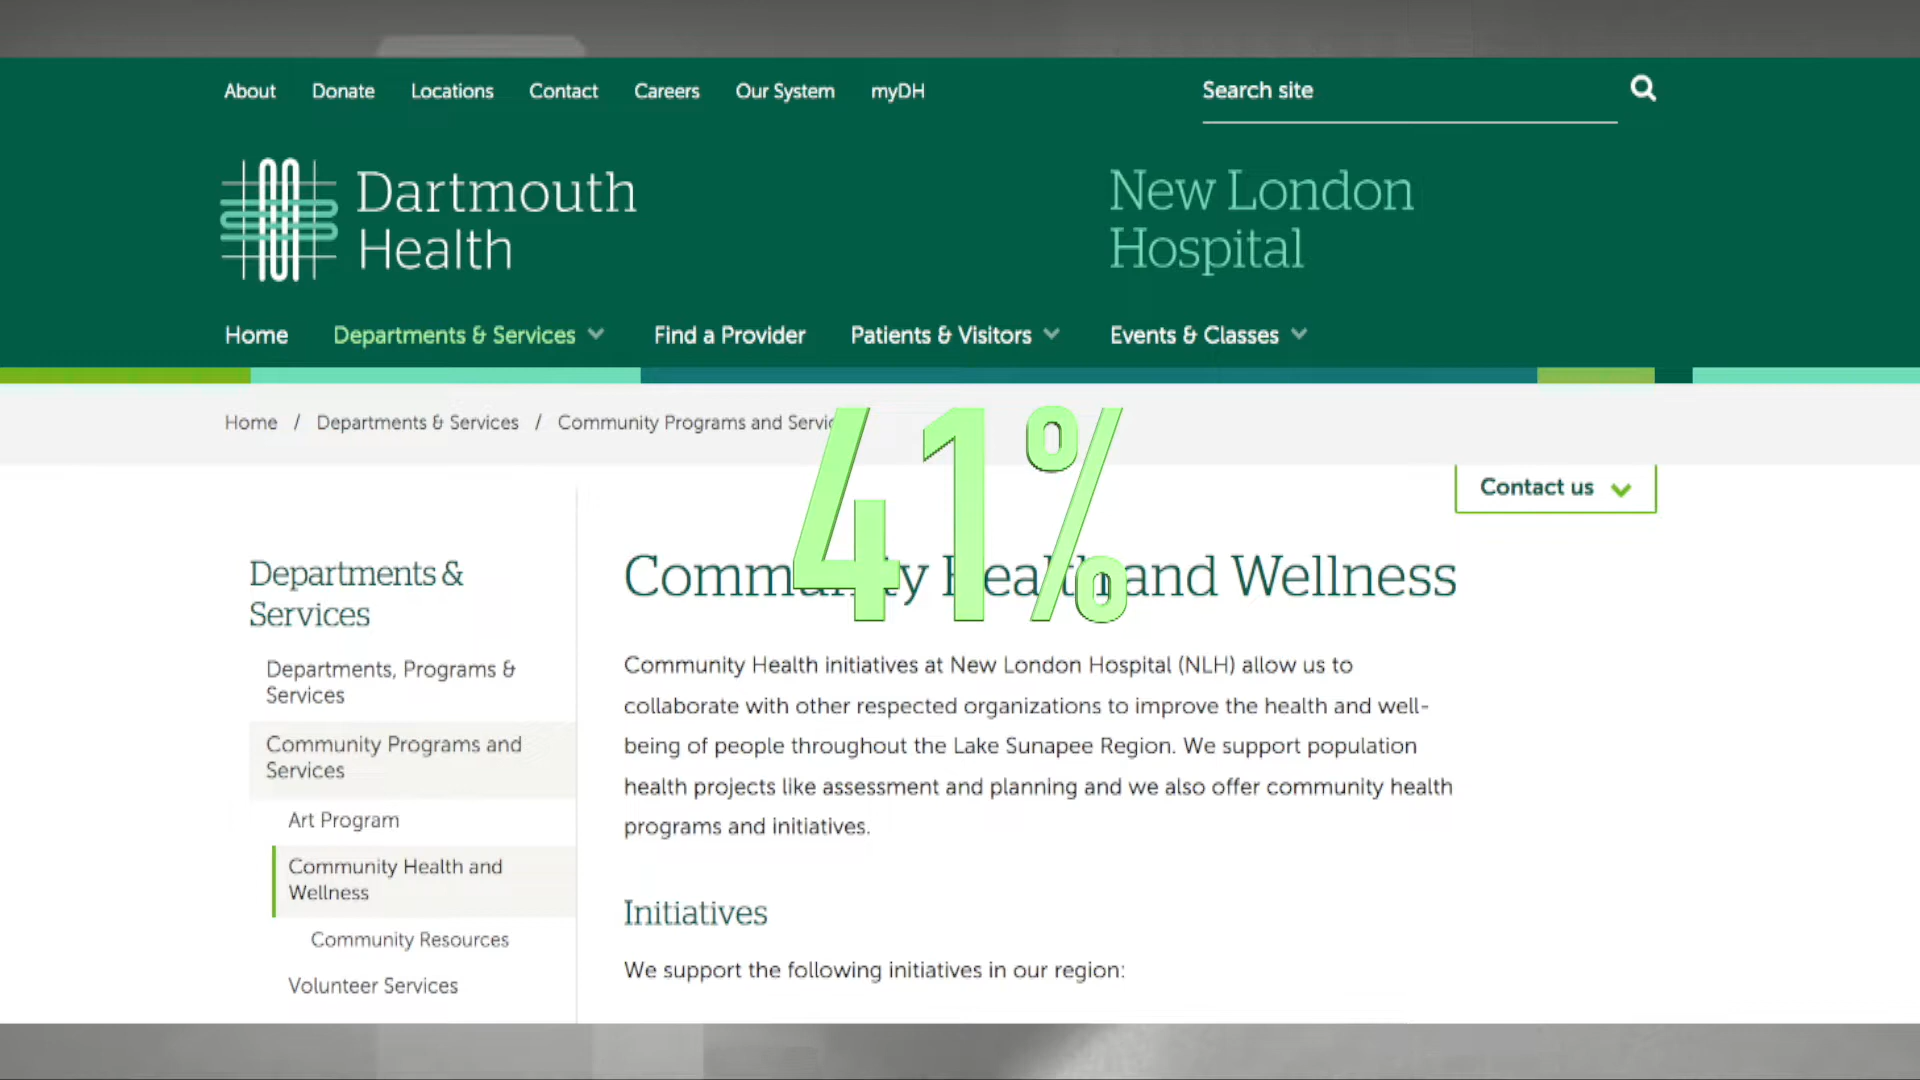 About Donate Locations Contact Careers Our System myDH Search site
Dartmouth
Health
New London
Hospital
Home Departments & Services Find a Provider Patients & Visitors Events & Classes
Home / Departments & Services / Community Programs and
41%
Contact us
Departments &
Services
Departments, Programs &
Services
Community Programs and
Services
Art Program
Community Health and
Wellness
Community Resources
Volunteer Services
Community Health and Wellness
Community Health initiatives at New London Hospital (NLH) allow us to
collaborate with other respected organizations to improve the health and well-
being of people throughout the Lake Sunapee Region. We support population
health projects like assessment and planning and we also offer community health
programs and initiatives.
Initiatives
We support the following initiatives in our region: